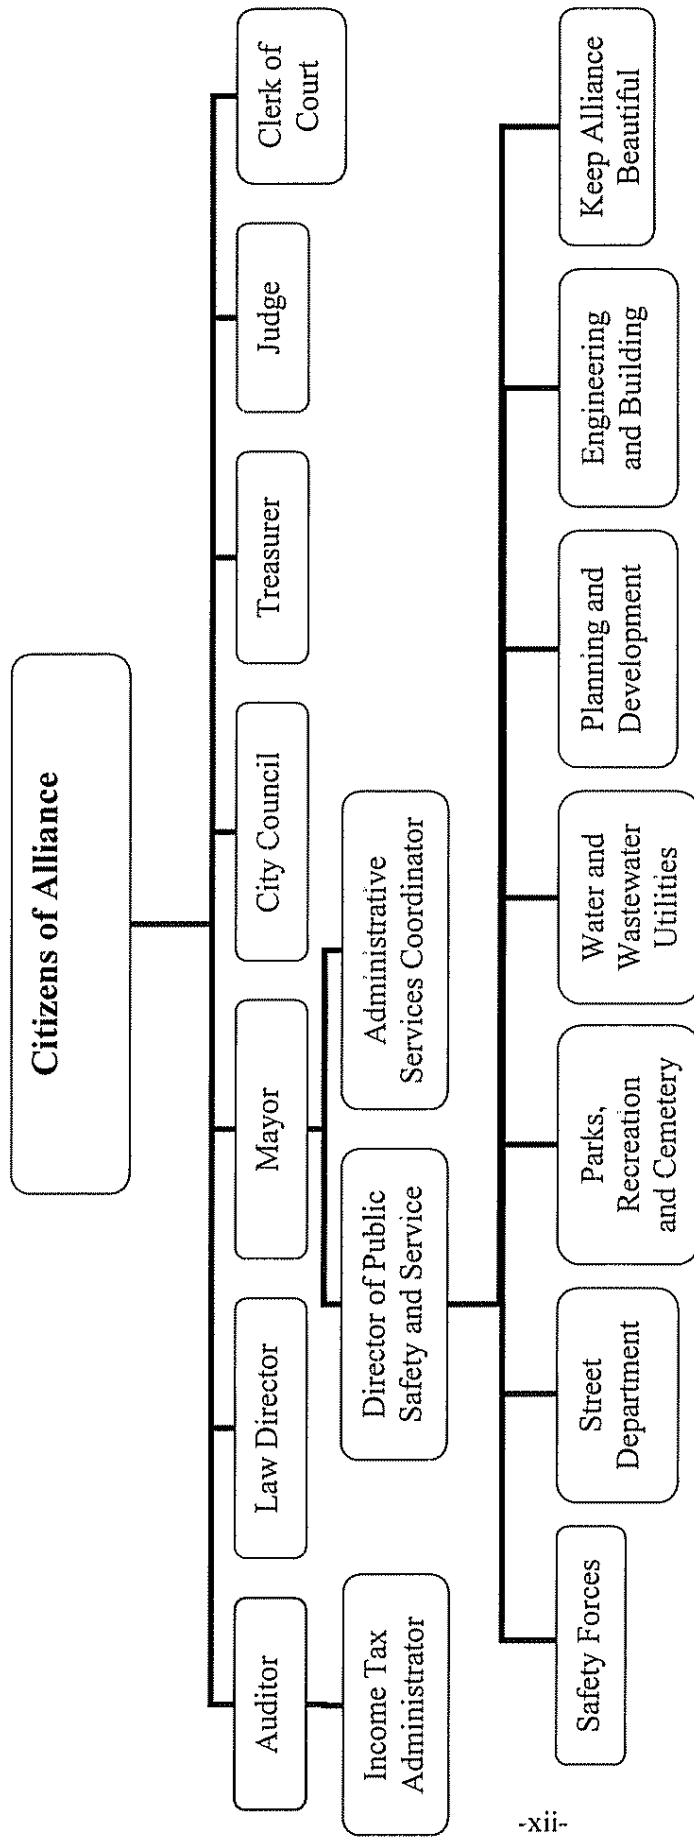 Citizens of Alliance
Auditor
Law Director
Mayor
City Council
Treasurer
Judge
Clerk of
Court
Income Tax
Administrator
Director of Public
Safety and Service
Administrative
Services Coordinator
Safety Forces
Street
Department
Parks,
Recreation
and Cemetery
Water and
Wastewater
Utilities
Planning and
Development
Engineering
and Building
Keep Alliance
Beautiful
-xii-